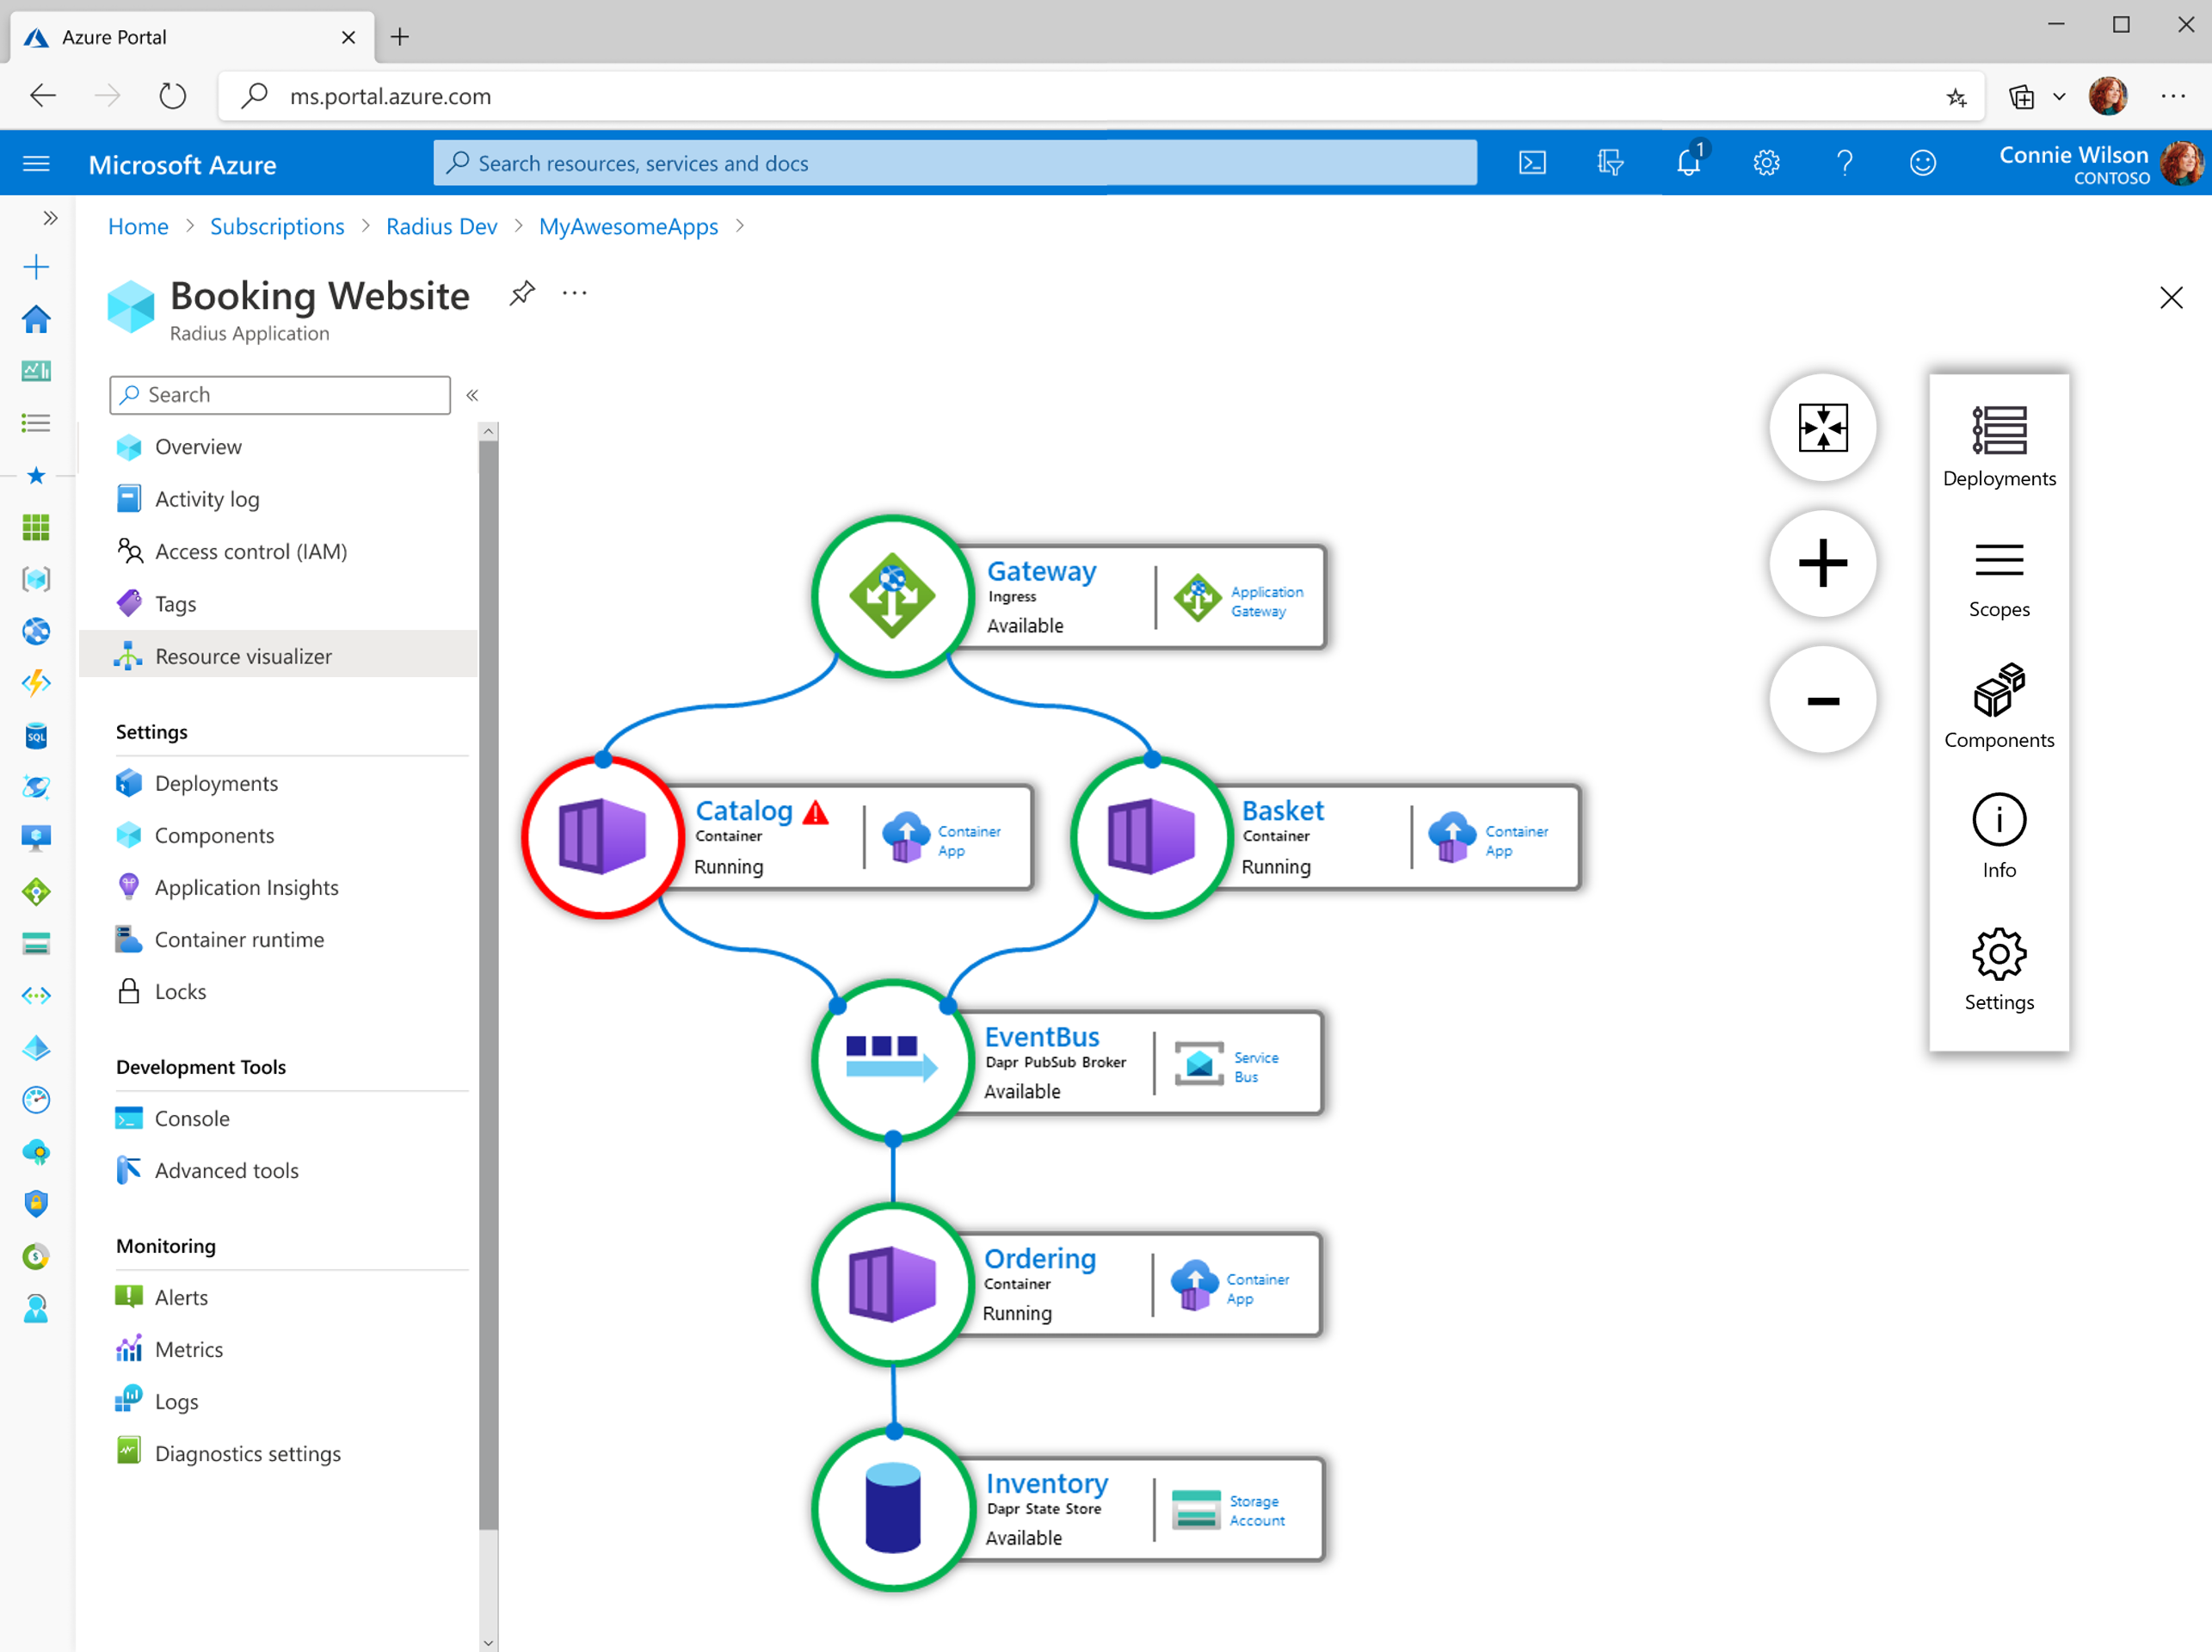 Azure Portal
ms.portal.azure.com
Microsoft Azure
Search resources, services and docs
1
Connie Wilson
CONTOSO
Home
Subscriptions
Radius Dev
MyAwesomeApps
Booking Website
Radius Application
Search
Overview
Activity log
Access control (IAM)
Tags
Resource visualizer
Settings
Deployments
Components
Application Insights
Container runtime
Locks
Development Tools
Console
Advanced tools
Monitoring
Alerts
Metrics
Logs
Diagnostics settings
SQL
Gateway
Ingress
Available
Application
Gateway
Catalog
Container
Running
Container
App
Basket
Container
Running
Container
App
EventBus
Dapr PubSub Broker
Available
Service
Bus
Ordering
Container
Running
Container
App
Inventory
Dapr State Store
Available
Storage
Account
Deployments
Scopes
Components
Info
Settings